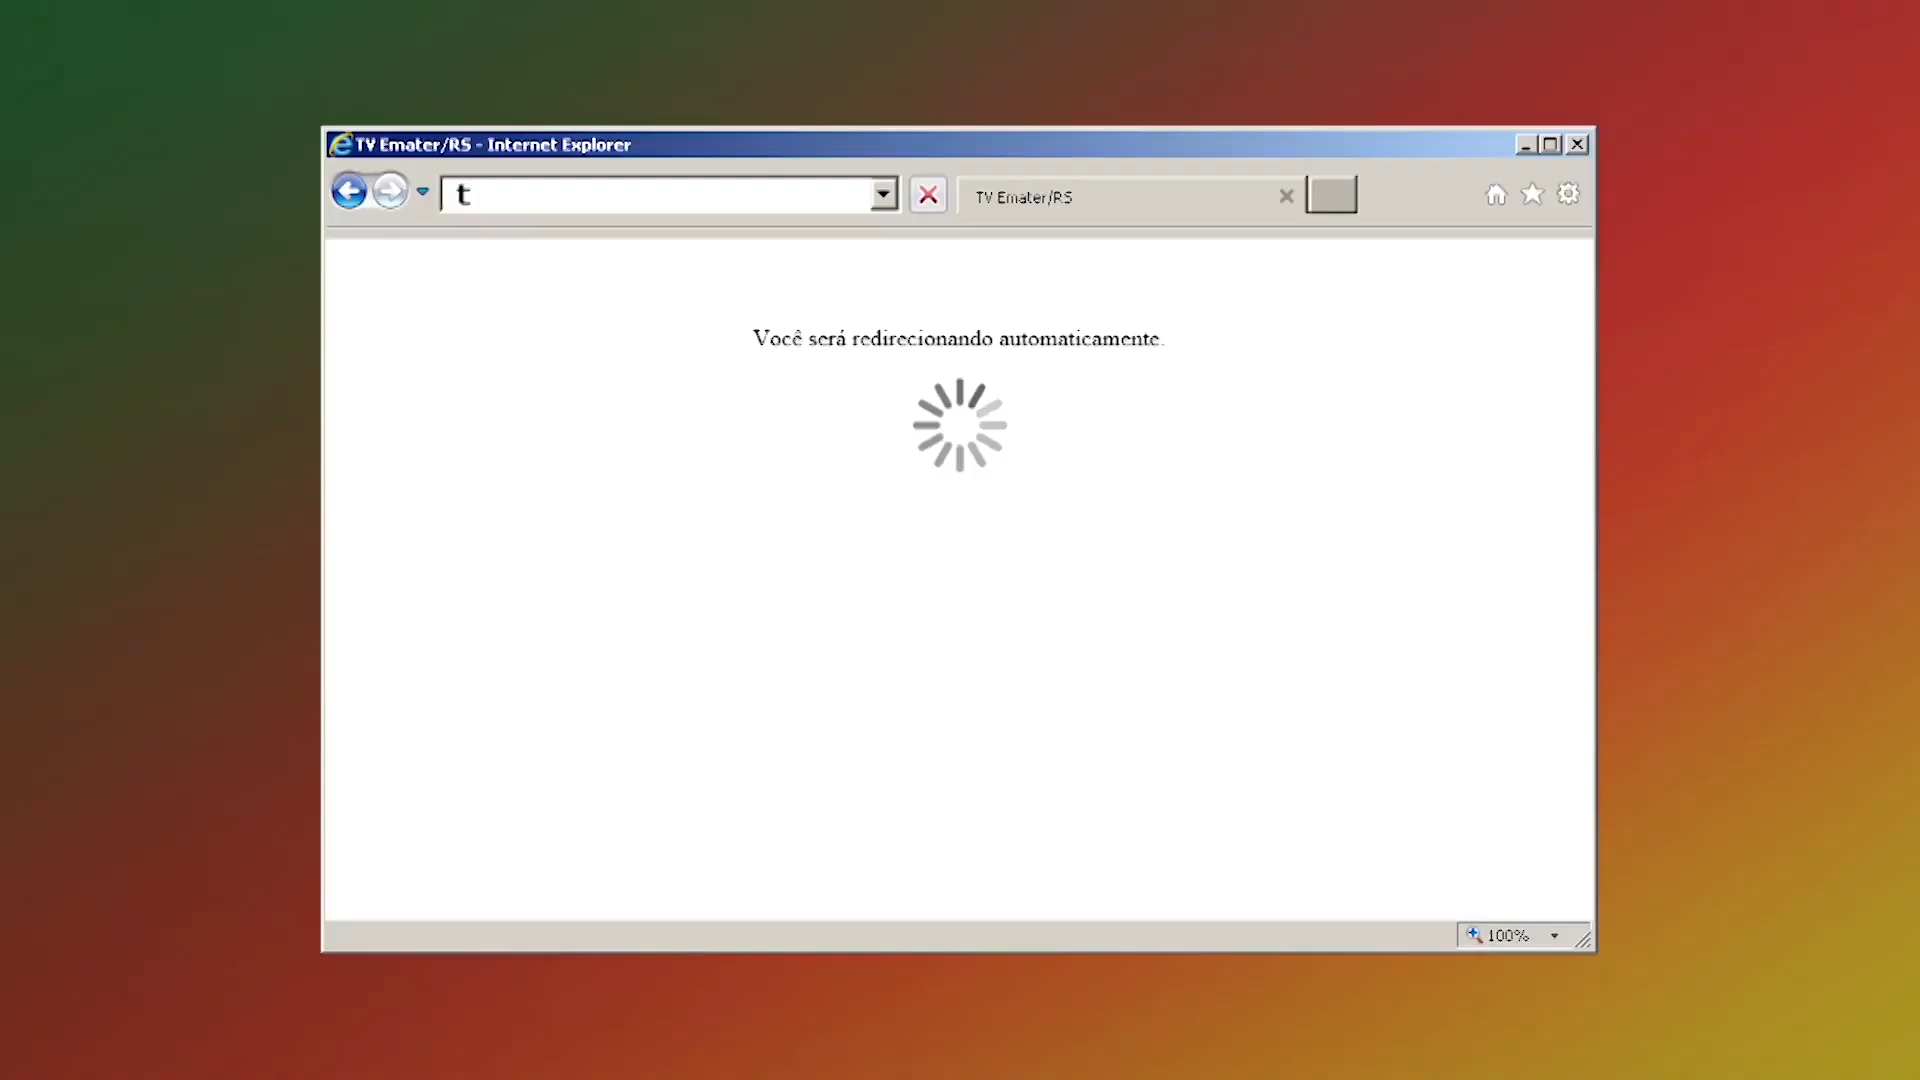 TV Emater/RS - Internet Explorer
t
TV Emater/RS
Você será redirecionando automaticamente.
100%